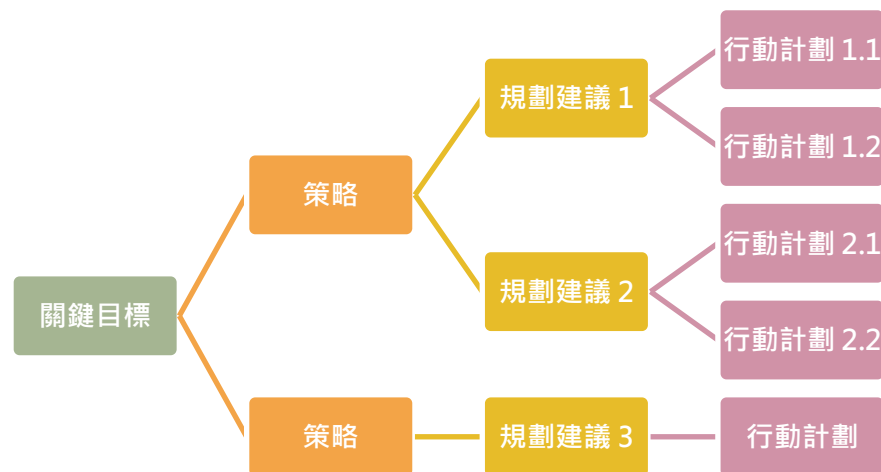 關鍵目標
策略
規劃建議 1
行動計劃 1.1
行動計劃 1.2
規劃建議 2
行動計劃 2.1
行動計劃 2.2
策略
規劃建議 3
行動計劃